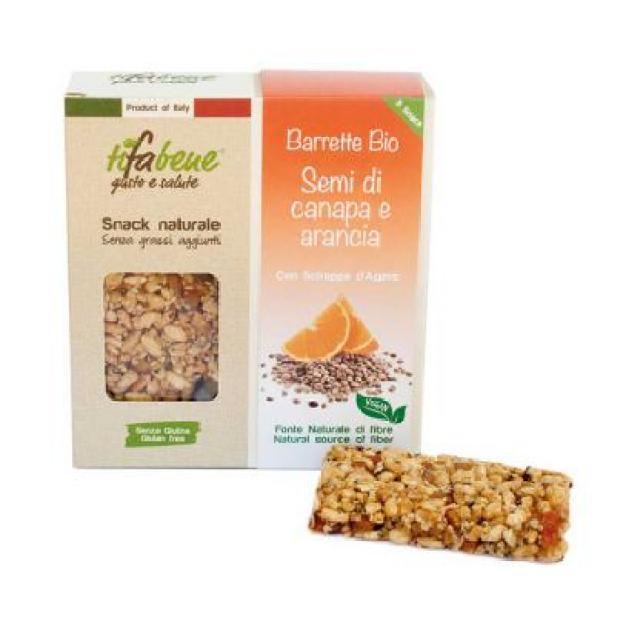 tifabene
Product of Italy
tifabene®
gusto e salute
Snack naturale
Senza grassi aggiunti
Senza Glutine
Gluten free
Barrette Bio
Semi di
canapa e
arancia
Con Sciroppo d'Agave
VEGAN
Fonte Naturale di fibre
Natural source of fiber